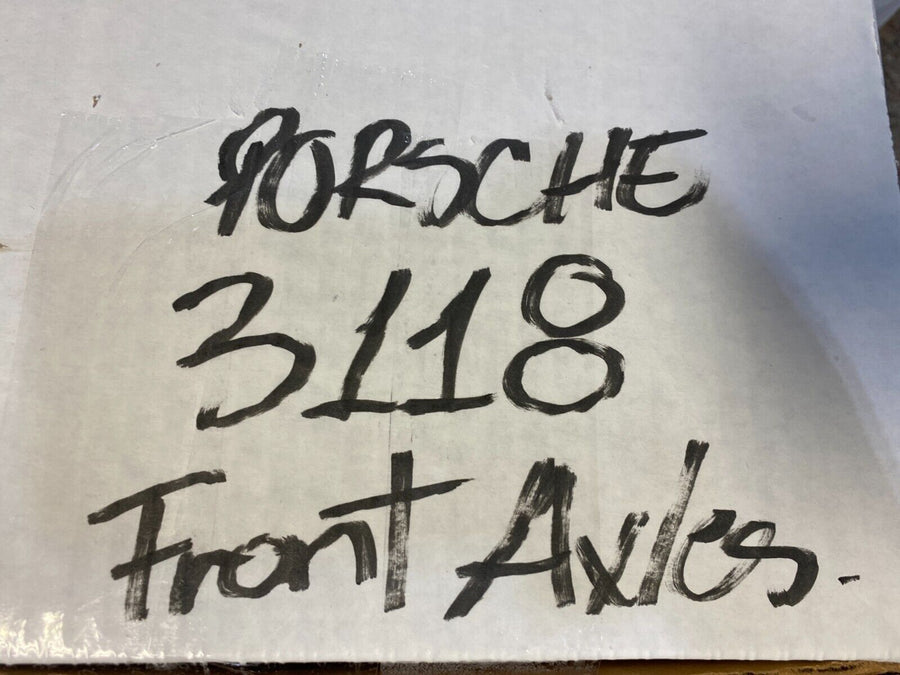 PORSCHE
3118
Front Axles.